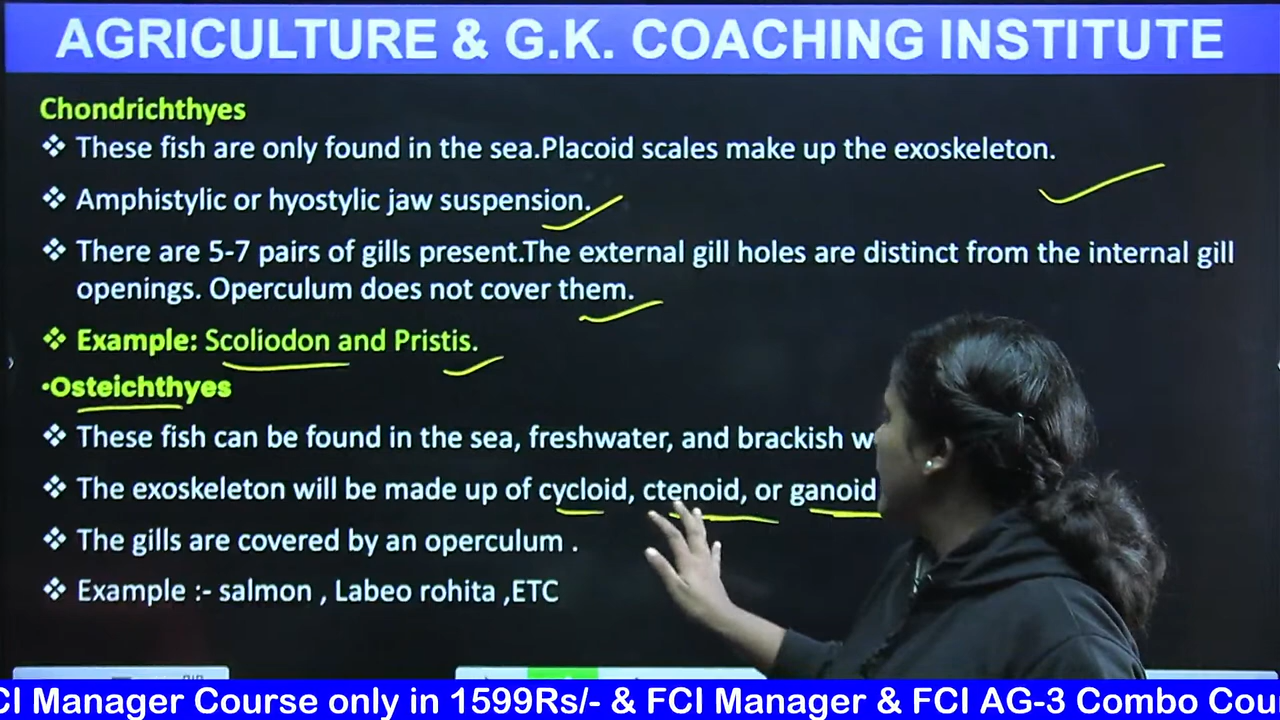 AGRICULTURE & G.K. COACHING INSTITUTE
Chondrichthyes
❖ These fish are only found in the sea.Placoid scales make up the exoskeleton.
❖ Amphistylic or hyostylic jaw suspension.
❖ There are 5-7 pairs of gills present.The external gill holes are distinct from the internal gill
openings. Operculum does not cover them.
❖ Example: Scoliodon and Pristis.
•Osteichthyes
❖ These fish can be found in the sea, freshwater, and brackish
❖ The exoskeleton will be made up of cycloid, ctenoid, or ganoid
❖ The gills are covered by an operculum .
❖ Example :- salmon , Labeo rohita ,ETC
CI Manager Course only in 1599Rs/- & FCI Manager & FCI AG-3 Combo Cou